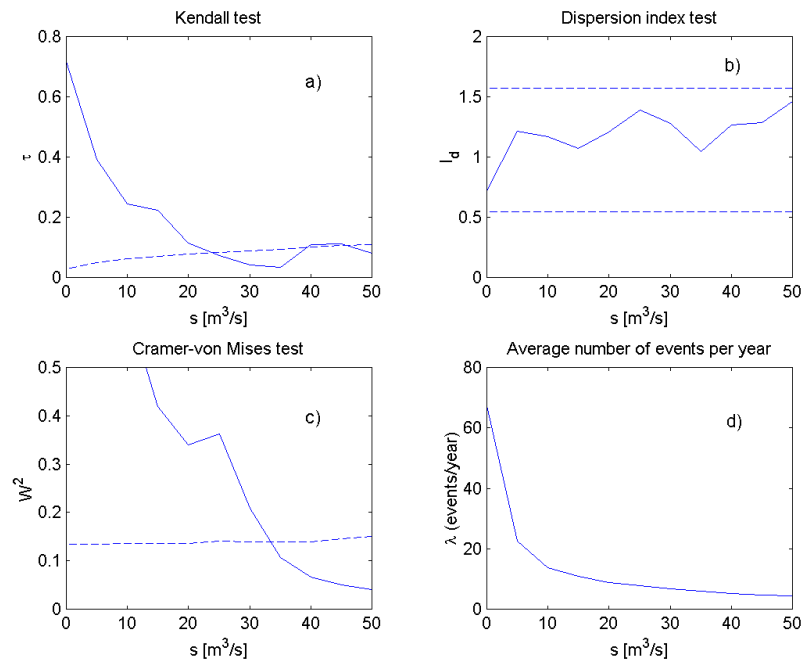 Kendall test
0.8
0.6
0.4
0.2
0
τ
a)
0 10 20 30 40 50
s [m³/s]
Dispersion index test
2
1.5
1
0.5
0
I_d
b)
0 10 20 30 40 50
s [m³/s]
Cramer-von Mises test
0.5
0.4
0.3
0.2
0.1
0
W²
c)
0 10 20 30 40 50
s [m³/s]
Average number of events per year
80
60
40
20
0
λ (events/year)
d)
0 10 20 30 40 50
s [m³/s]